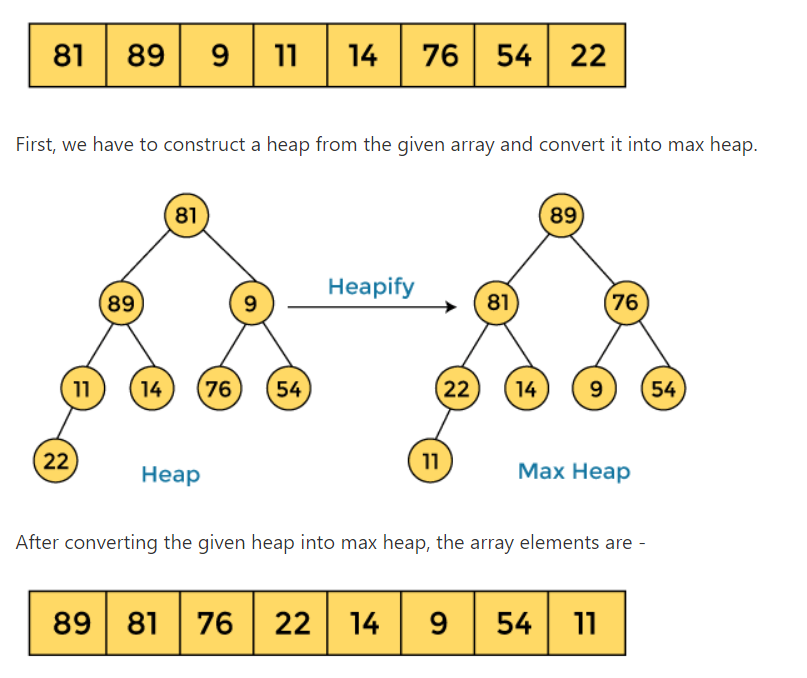 81 89 9 11 14 76 54 22
First, we have to construct a heap from the given array and convert it into max heap.
81
89 9
11 14 76 54
22
Heap
Heapify
89
81 76
22 14 9 54
11
Max Heap
After converting the given heap into max heap, the array elements are -
89 81 76 22 14 9 54 11